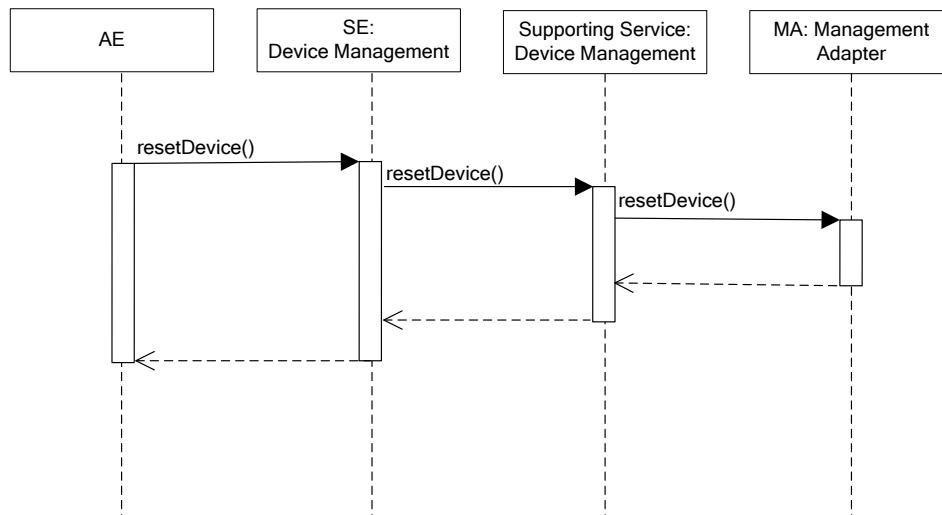 AE
SE:
Device Management
Supporting Service:
Device Management
MA: Management
Adapter
resetDevice()
resetDevice()
resetDevice()